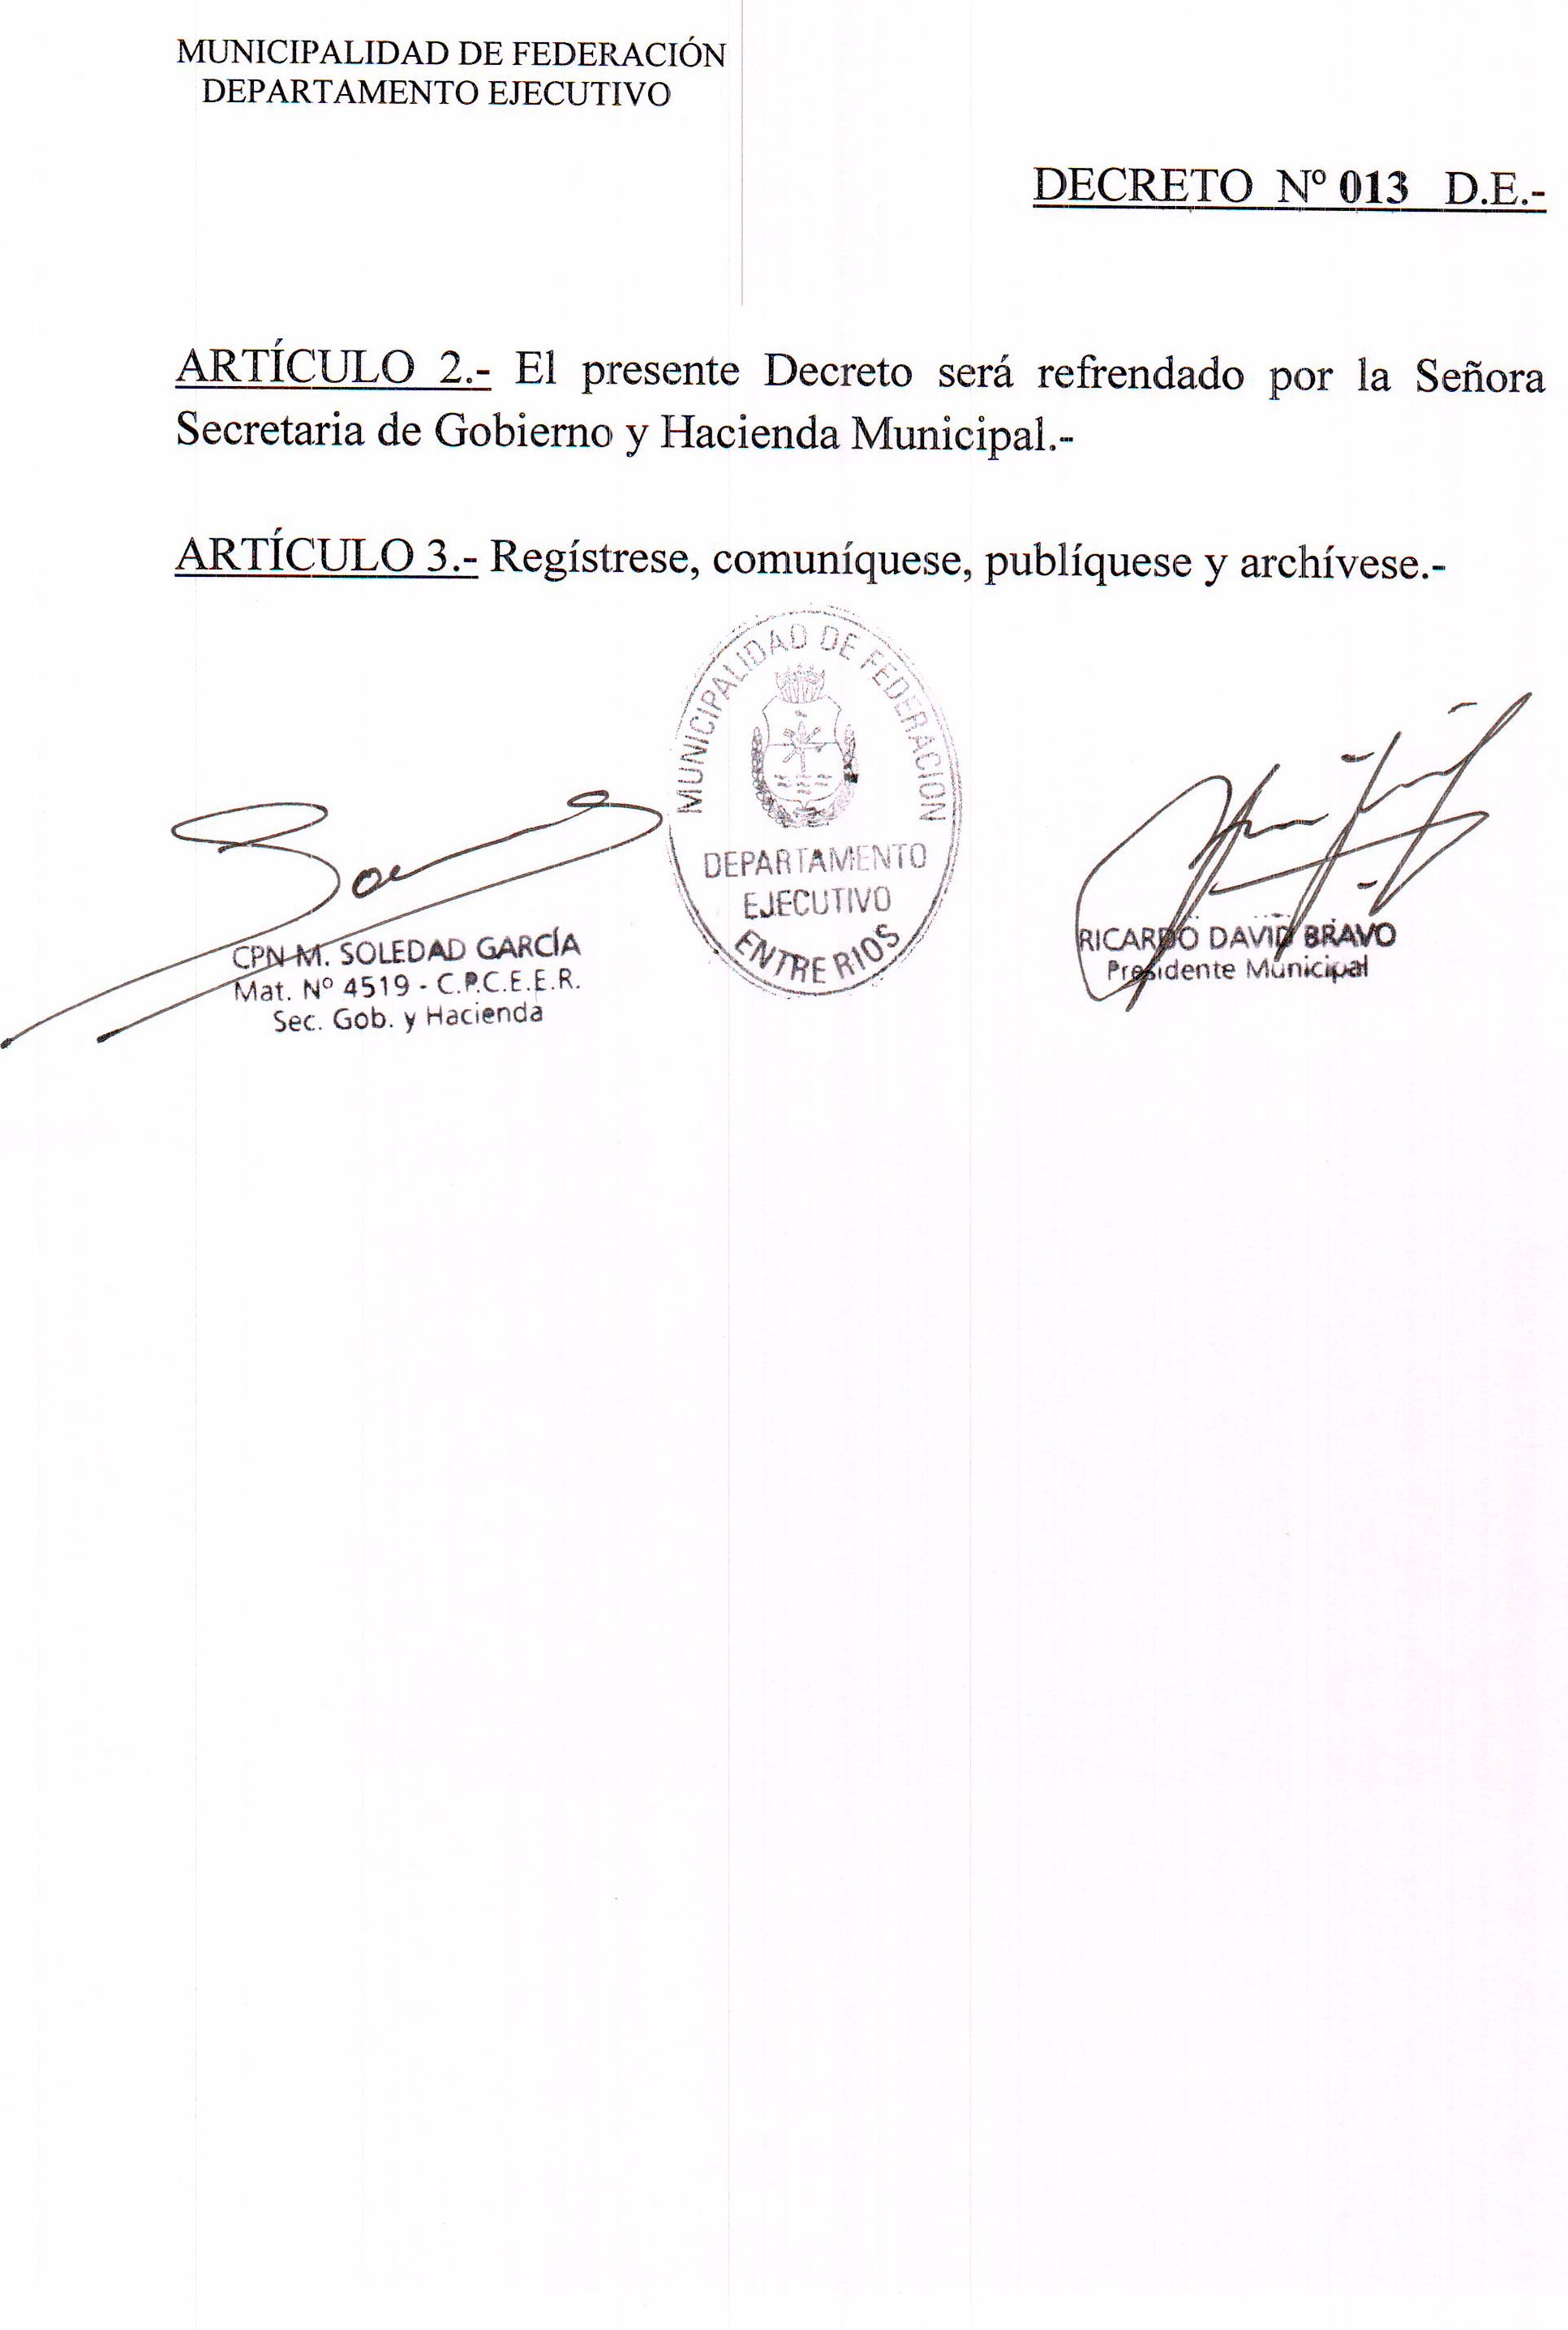 MUNICIPALIDAD DE FEDERACIÓN
DEPARTAMENTO EJECUTIVO
DECRETO Nº 013 D.E.-
ARTÍCULO 2.- El presente Decreto será refrendado por la Señora
Secretaria de Gobierno y Hacienda Municipal.-
ARTÍCULO 3.- Regístrese, comuníquese, publíquese y archívese.-
MUNICIPALIDAD DE FEDERACION
DEPARTAMENTO
EJECUTIVO
ENTRE RIOS
CPN M. SOLEDAD GARCÍA
Mat. Nº 4519 - C.P.C.E.E.R.
Sec. Gob. y Hacienda
RICARDO DAVID BRAVO
Presidente Municipal